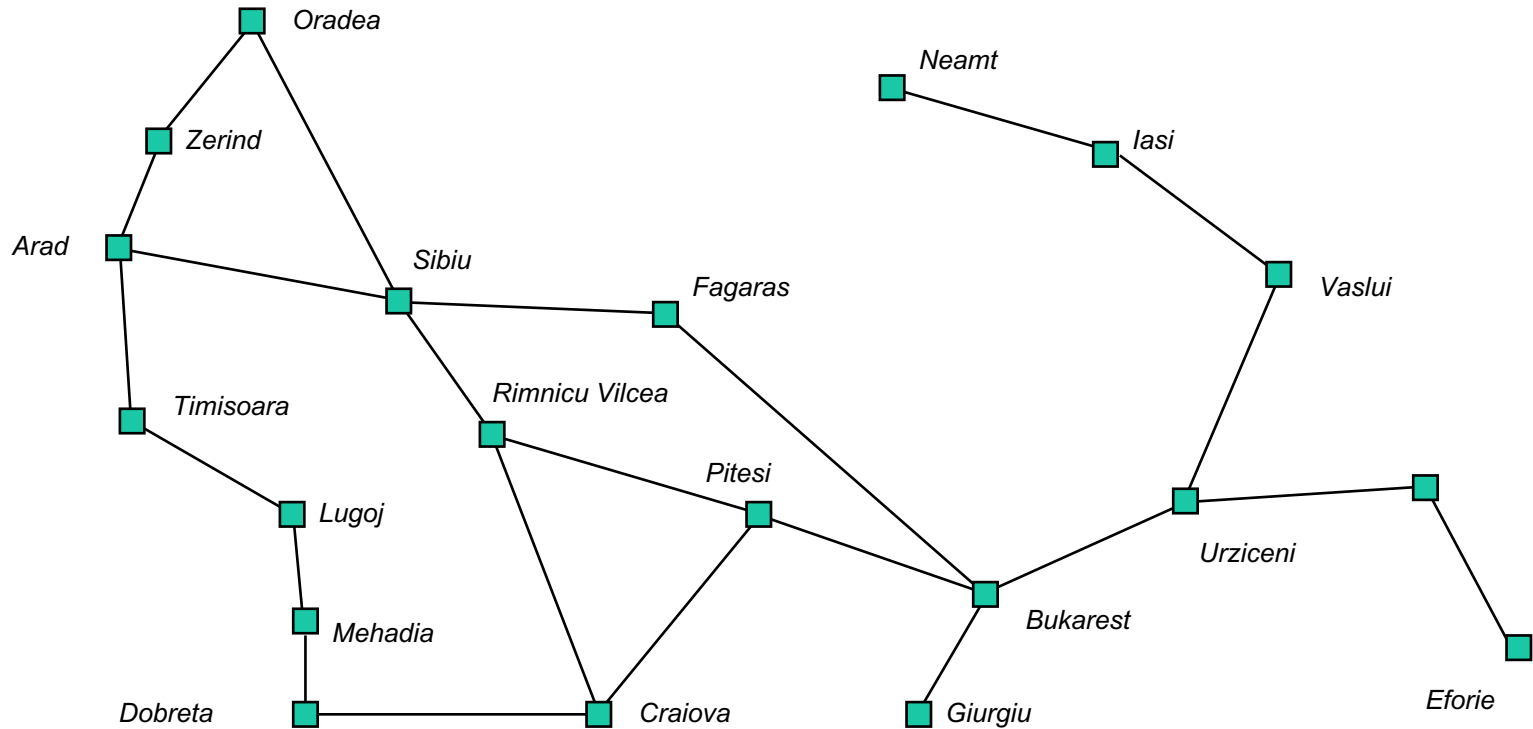 Oradea
Neamt
Zerind
Iasi
Arad
Sibiu
Fagaras
Vaslui
Rimnicu Vilcea
Timisoara
Pitesi
Lugoj
Urziceni
Bukarest
Mehadia
Eforie
Dobreta
Craiova
Giurgiu